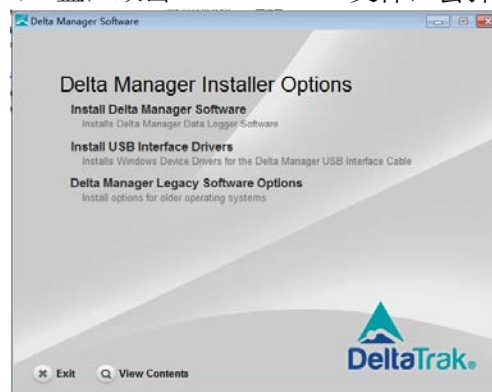 Delta Manager Software
Delta Manager Installer Options
Install Delta Manager Software
Installs Delta Manager Data Logger Software
Install USB Interface Drivers
Installs Windows Device Drivers for the Delta Manager USB Interface Cable
Delta Manager Legacy Software Options
Install options for older operating systems
DeltaTrak®
Exit
View Contents